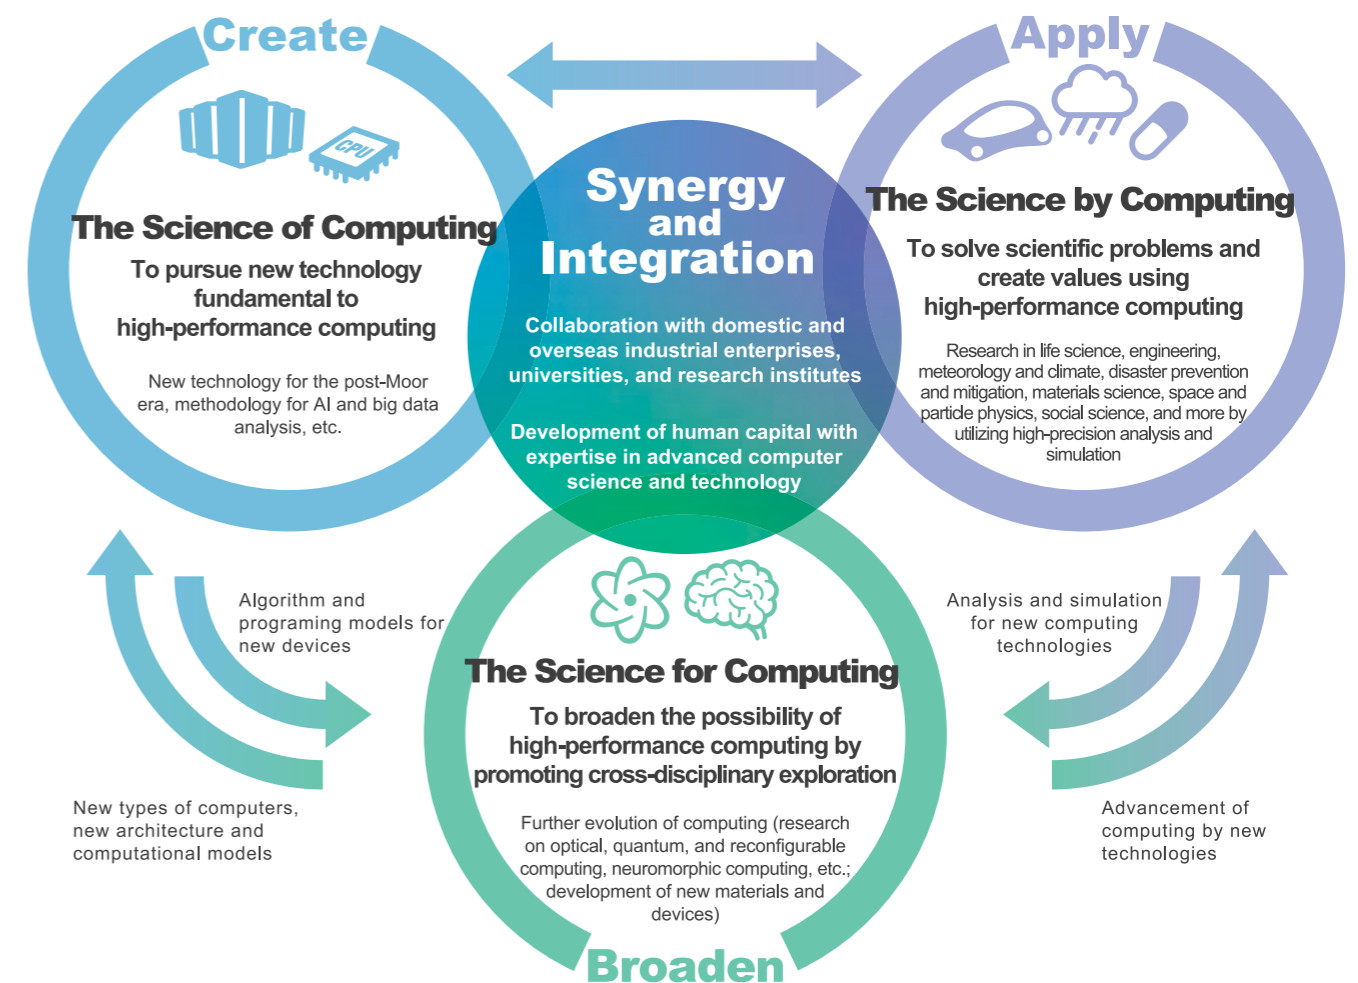 Create
CPU
The Science of Computing
To pursue new technology
fundamental to
high-performance computing
New technology for the post-Moor
era, methodology for AI and big data
analysis, etc.
Synergy
and
Integration
Collaboration with domestic and
overseas industrial enterprises,
universities, and research institutes
Development of human capital with
expertise in advanced computer
science and technology
Apply
The Science by Computing
To solve scientific problems and
create values using
high-performance computing
Research in life science, engineering,
meteorology and climate, disaster prevention
and mitigation, materials science, space and
particle physics, social science, and more by
utilizing high-precision analysis and
simulation
Algorithm and
programing models for
new devices
New types of computers,
new architecture and
computational models
The Science for Computing
To broaden the possibility of
high-performance computing by
promoting cross-disciplinary exploration
Further evolution of computing (research
on optical, quantum, and reconfigurable
computing, neuromorphic computing, etc.;
development of new materials and
devices)
Broaden
Analysis and simulation
for new computing
technologies
Advancement of
computing by new
technologies